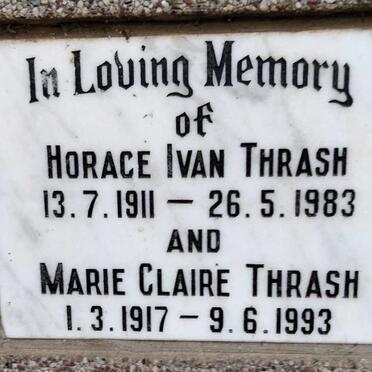 In Loving Memory
of
HORACE IVAN THRASH
13.7.1911 — 26.5.1983
AND
MARIE CLAIRE THRASH
1.3.1917 — 9.6.1993